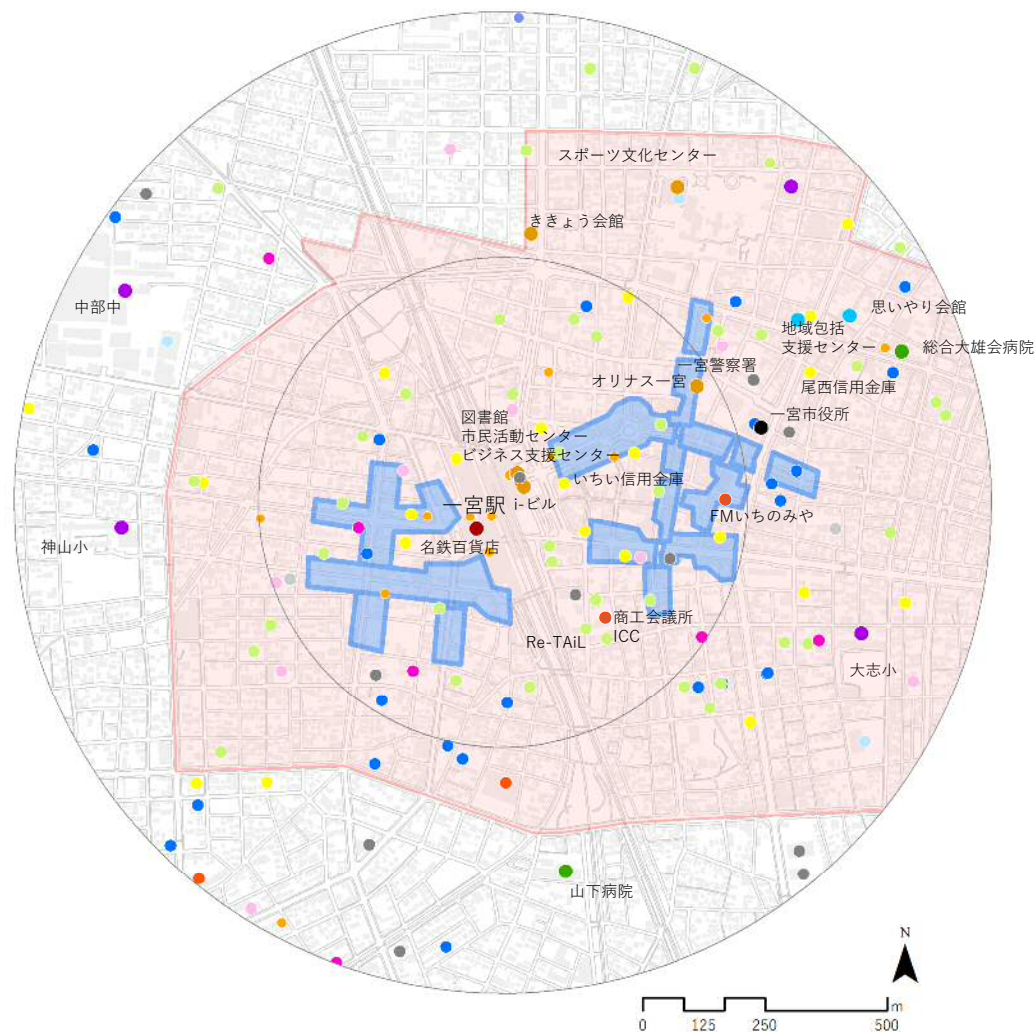 スポーツ文化センター
ききょう会館
中部中
思いやり会館
地域包括
支援センター
総合大雄会病院
一宮警察署
オリナス一宮
尾西信用金庫
一宮市役所
図書館
市民活動センター
ビジネス支援センター
いちい信用金庫
一宮駅
i-ビル
FMいちのみや
名鉄百貨店
神山小
商工会議所
ICC
Re-TAiL
大志小
山下病院
N
m
0 125 250 500